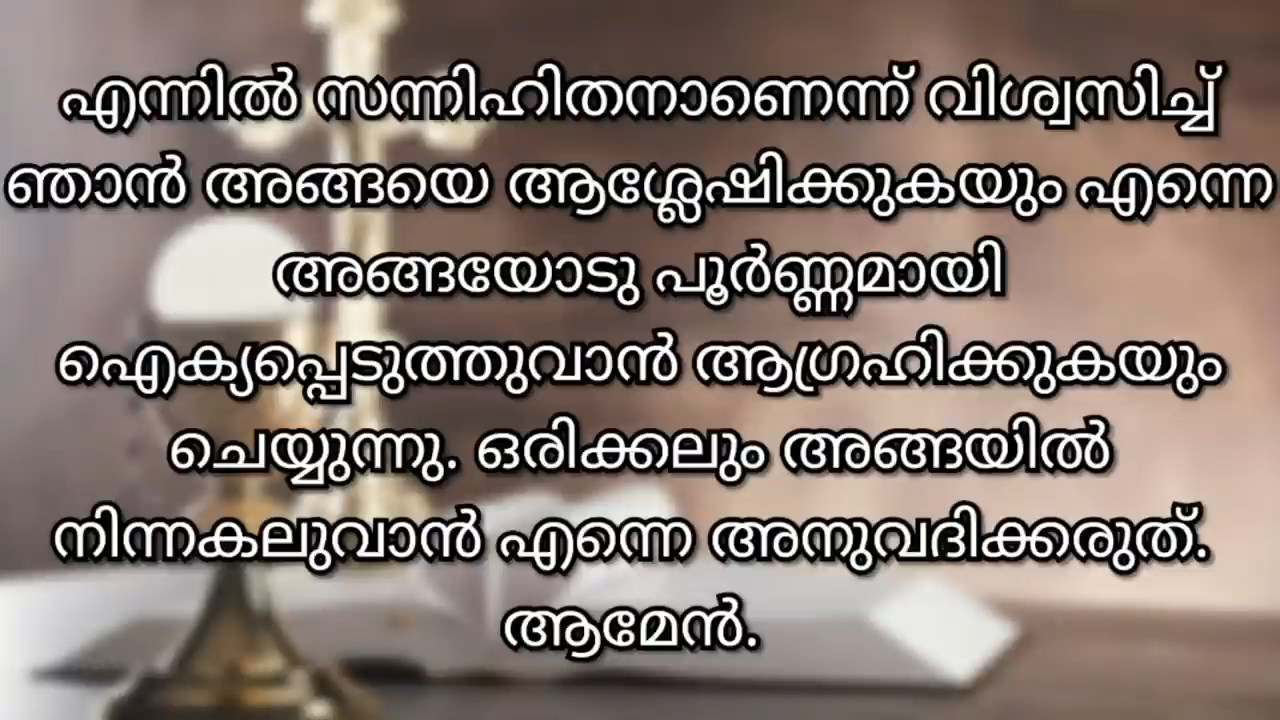 എന്നിൽ സന്നിഹിതനാണെന്ന് വിശ്വസിച്ച്
ഞാൻ അങ്ങയെ ആശ്ലേഷിക്കുകയും എന്നെ
അങ്ങയോടു പൂർണ്ണമായി
ഐക്യപ്പെടുത്തുവാൻ ആഗ്രഹിക്കുകയും
ചെയ്യുന്നു. ഒരിക്കലും അങ്ങയിൽ
നിന്നകലുവാൻ എന്നെ അനുവദിക്കരുത്.
ആമേൻ.